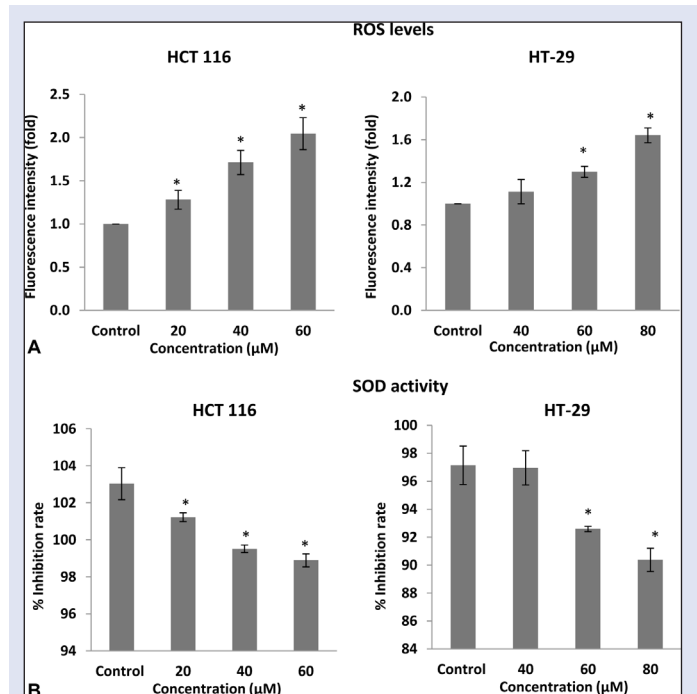 ROS levels
HCT 116
HT-29
Fluorescence intensity (fold)
2.5
2.0
1.5
1.0
0.5
0.0
*
*
*
Control 20 40 60
Concentration (µM)
Fluorescence intensity (fold)
2.0
1.6
1.2
0.8
0.4
0.0
*
*
Control 40 60 80
Concentration (µM)
A
SOD activity
HCT 116
HT-29
% Inhibition rate
106
104
102
100
98
96
94
*
*
*
Control 20 40 60
Concentration (µM)
% Inhibition rate
100
98
96
94
92
90
88
86
84
*
*
Control 40 60 80
Concentration (µM)
B